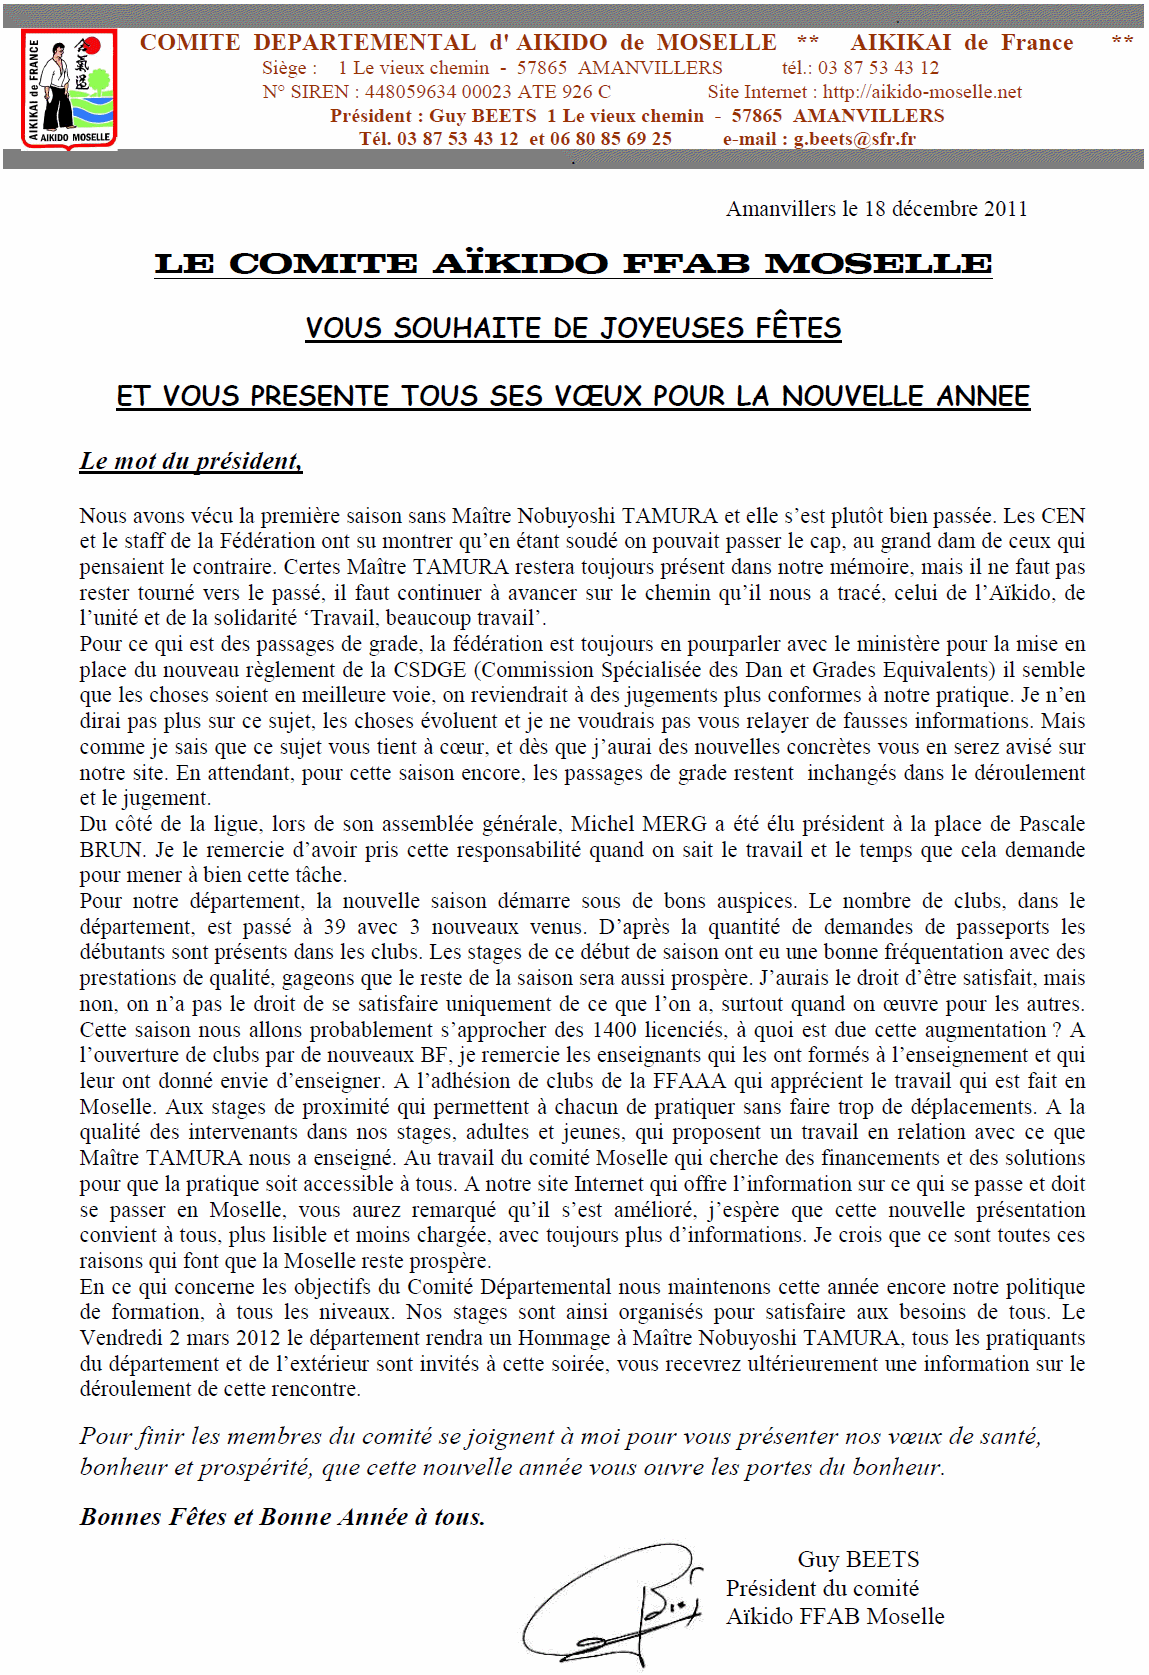 COMITE DEPARTEMENTAL d' AIKIDO de MOSELLE ** AIKIKAI de France **
Siège : 1 Le vieux chemin - 57865 AMANVILLERS tél.: 03 87 53 43 12
N° SIREN : 448059634 00023 ATE 926 C Site Internet : http://aikido-moselle.net
Président : Guy BEETS 1 Le vieux chemin - 57865 AMANVILLERS
Tél. 03 87 53 43 12 et 06 80 85 69 25 e-mail : g.beets@sfr.fr
AIKIKAI de FRANCE
合氣道
AIKIDO MOSELLE
Amanvillers le 18 décembre 2011
LE COMITE AÏKIDO FFAB MOSELLE
VOUS SOUHAITE DE JOYEUSES FÊTES
ET VOUS PRESENTE TOUS SES VŒUX POUR LA NOUVELLE ANNEE
Le mot du président,
Nous avons vécu la première saison sans Maître Nobuyoshi TAMURA et elle s’est plutôt bien passée. Les CEN
et le staff de la Fédération ont su montrer qu’en étant soudé on pouvait passer le cap, au grand dam de ceux qui
pensaient le contraire. Certes Maître TAMURA restera toujours présent dans notre mémoire, mais il ne faut pas
rester tourné vers le passé, il faut continuer à avancer sur le chemin qu’il nous a tracé, celui de l’Aïkido, de
l’unité et de la solidarité ‘Travail, beaucoup travail’.
Pour ce qui est des passages de grade, la fédération est toujours en pourparler avec le ministère pour la mise en
place du nouveau règlement de la CSDGE (Commission Spécialisée des Dan et Grades Equivalents) il semble
que les choses soient en meilleure voie, on reviendrait à des jugements plus conformes à notre pratique. Je n’en
dirai pas plus sur ce sujet, les choses évoluent et je ne voudrais pas vous relayer de fausses informations. Mais
comme je sais que ce sujet vous tient à cœur, et dès que j’aurai des nouvelles concrètes vous en serez avisé sur
notre site. En attendant, pour cette saison encore, les passages de grade restent inchangés dans le déroulement
et le jugement.
Du côté de la ligue, lors de son assemblée générale, Michel MERG a été élu président à la place de Pascale
BRUN. Je le remercie d’avoir pris cette responsabilité quand on sait le travail et le temps que cela demande
pour mener à bien cette tâche.
Pour notre département, la nouvelle saison démarre sous de bons auspices. Le nombre de clubs, dans le
département, est passé à 39 avec 3 nouveaux venus. D’après la quantité de demandes de passeports les
débutants sont présents dans les clubs. Les stages de ce début de saison ont eu une bonne fréquentation avec des
prestations de qualité, gageons que le reste de la saison sera aussi prospère. J’aurais le droit d’être satisfait, mais
non, on n’a pas le droit de se satisfaire uniquement de ce que l’on a, surtout quand on œuvre pour les autres.
Cette saison nous allons probablement s’approcher des 1400 licenciés, à quoi est due cette augmentation ? A
l’ouverture de clubs par de nouveaux BF, je remercie les enseignants qui les ont formés à l’enseignement et qui
leur ont donné envie d’enseigner. A l’adhésion de clubs de la FFAAA qui apprécient le travail qui est fait en
Moselle. Aux stages de proximité qui permettent à chacun de pratiquer sans faire trop de déplacements. A la
qualité des intervenants dans nos stages, adultes et jeunes, qui proposent un travail en relation avec ce que
Maître TAMURA nous a enseigné. Au travail du comité Moselle qui cherche des financements et des solutions
pour que la pratique soit accessible à tous. A notre site Internet qui offre l’information sur ce qui se passe et doit
se passer en Moselle, vous aurez remarqué qu’il s’est amélioré, j’espère que cette nouvelle présentation
convient à tous, plus lisible et moins chargée, avec toujours plus d’informations. Je crois que ce sont toutes ces
raisons qui font que la Moselle reste prospère.
En ce qui concerne les objectifs du Comité Départemental nous maintenons cette année encore notre politique
de formation, à tous les niveaux. Nos stages sont ainsi organisés pour satisfaire aux besoins de tous. Le
Vendredi 2 mars 2012 le département rendra un Hommage à Maître Nobuyoshi TAMURA, tous les pratiquants
du département et de l’extérieur sont invités à cette soirée, vous recevrez ultérieurement une information sur le
déroulement de cette rencontre.
Pour finir les membres du comité se joignent à moi pour vous présenter nos vœux de santé,
bonheur et prospérité, que cette nouvelle année vous ouvre les portes du bonheur.
Bonnes Fêtes et Bonne Année à tous.
Guy BEETS
Président du comité
Aïkido FFAB Moselle